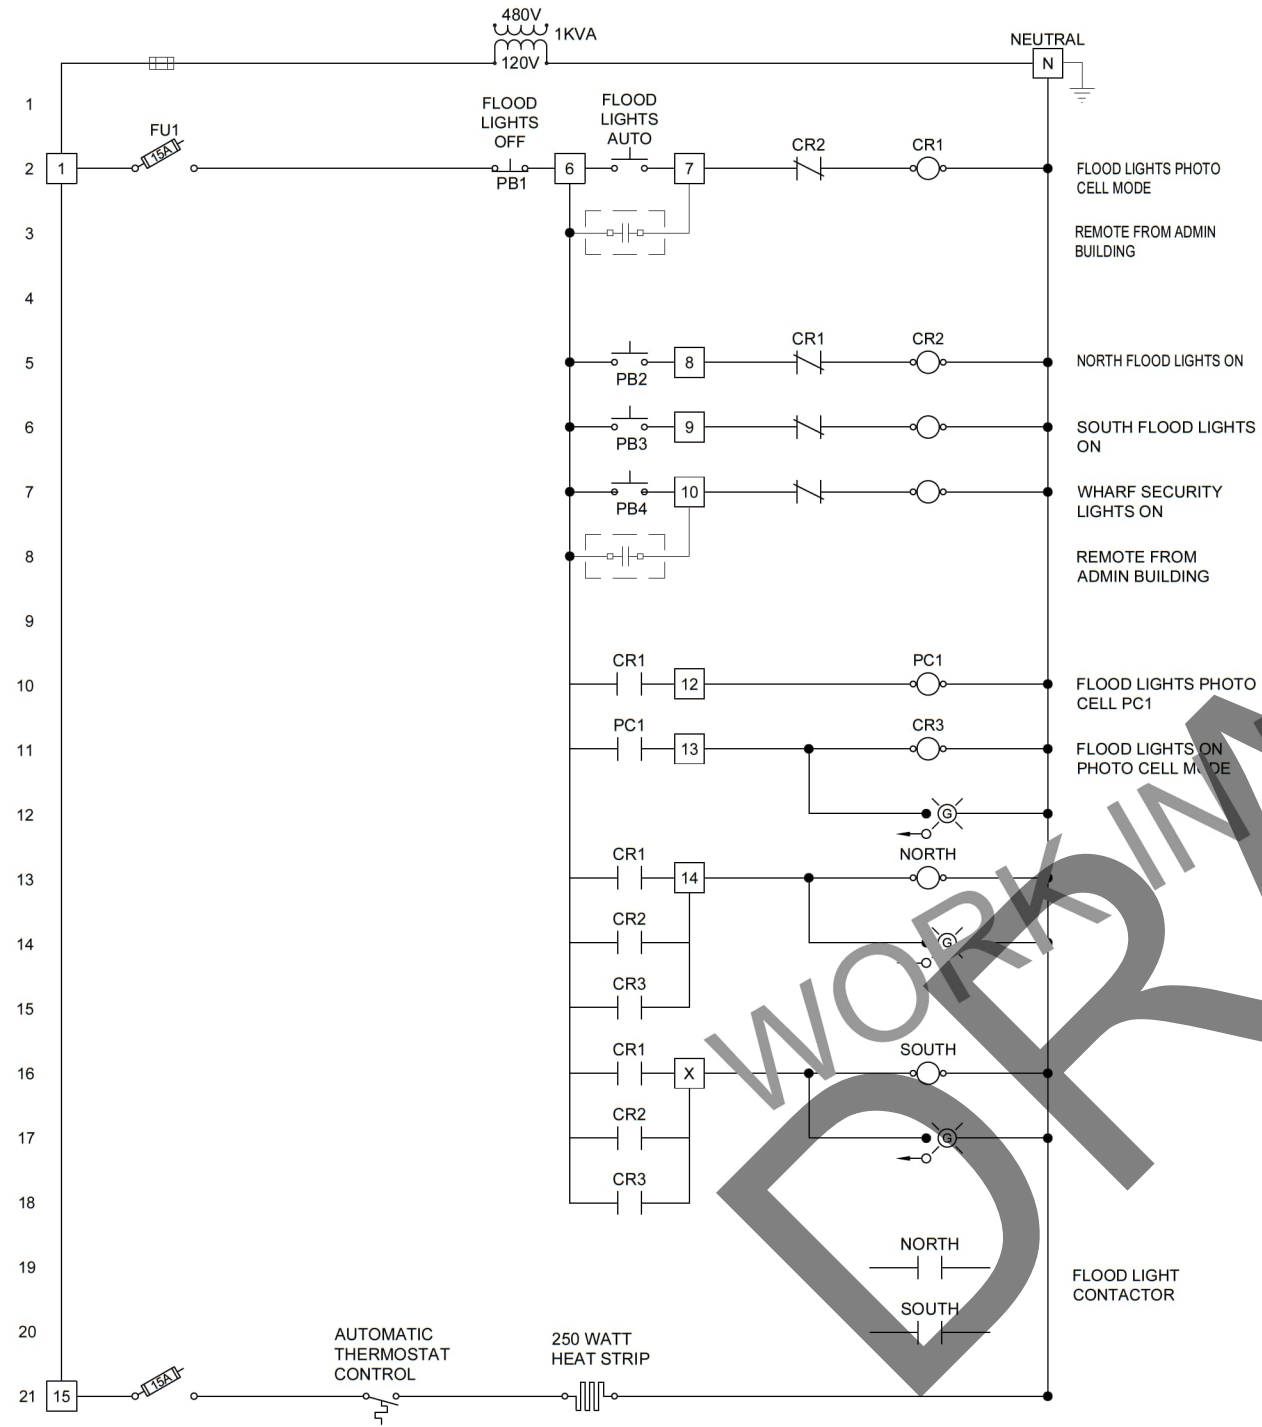 480V
1KVA
120V
NEUTRAL
N
1
FLOOD
LIGHTS
OFF
FLOOD
LIGHTS
AUTO
FU1
15A
2
1
PB1
6
7
CR2
CR1
FLOOD LIGHTS PHOTO
CELL MODE
3
REMOTE FROM ADMIN
BUILDING
4
5
PB2
8
CR1
CR2
NORTH FLOOD LIGHTS ON
6
PB3
9
SOUTH FLOOD LIGHTS
ON
7
PB4
10
WHARF SECURITY
LIGHTS ON
8
REMOTE FROM
ADMIN BUILDING
9
10
CR1
12
PC1
FLOOD LIGHTS PHOTO
CELL PC1
11
PC1
13
CR3
FLOOD LIGHTS ON
PHOTO CELL MODE
12
G
13
CR1
14
NORTH
14
CR2
G
15
CR3
16
CR1
X
SOUTH
17
CR2
G
18
CR3
19
NORTH
FLOOD LIGHT
CONTACTOR
20
SOUTH
AUTOMATIC
THERMOSTAT
CONTROL
250 WATT
HEAT STRIP
21
15
15A
WORK IN